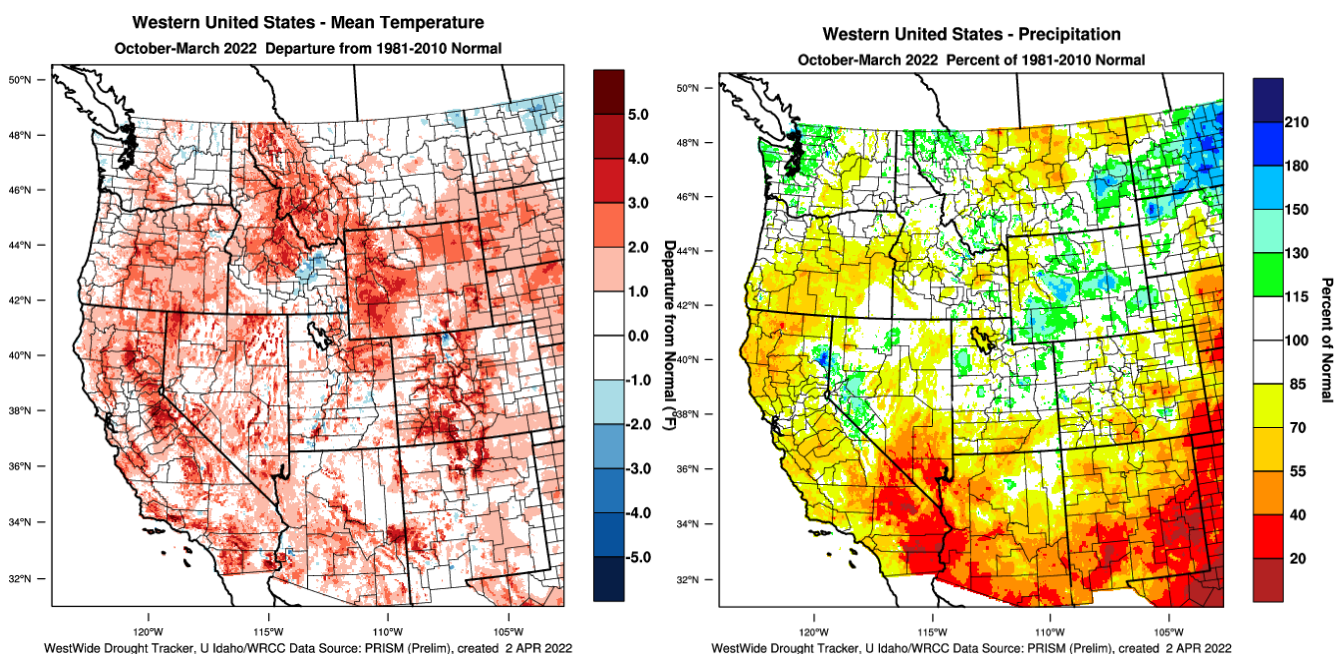 Western United States - Mean Temperature
October-March 2022 Departure from 1981-2010 Normal
50°N
48°N
46°N
44°N
42°N
40°N
38°N
36°N
34°N
32°N
120°W
115°W
110°W
105°W
5.0
4.0
3.0
2.0
1.0
0.0
-1.0
-2.0
-3.0
-4.0
-5.0
Departure from Normal (°F)
WestWide Drought Tracker, U Idaho/WRCC Data Source: PRISM (Prelim), created 2 APR 2022
Western United States - Precipitation
October-March 2022 Percent of 1981-2010 Normal
50°N
48°N
46°N
44°N
42°N
40°N
38°N
36°N
34°N
32°N
120°W
115°W
110°W
105°W
210
180
150
130
115
100
85
70
55
40
20
Percent of Normal
WestWide Drought Tracker, U Idaho/WRCC Data Source: PRISM (Prelim), created 2 APR 2022